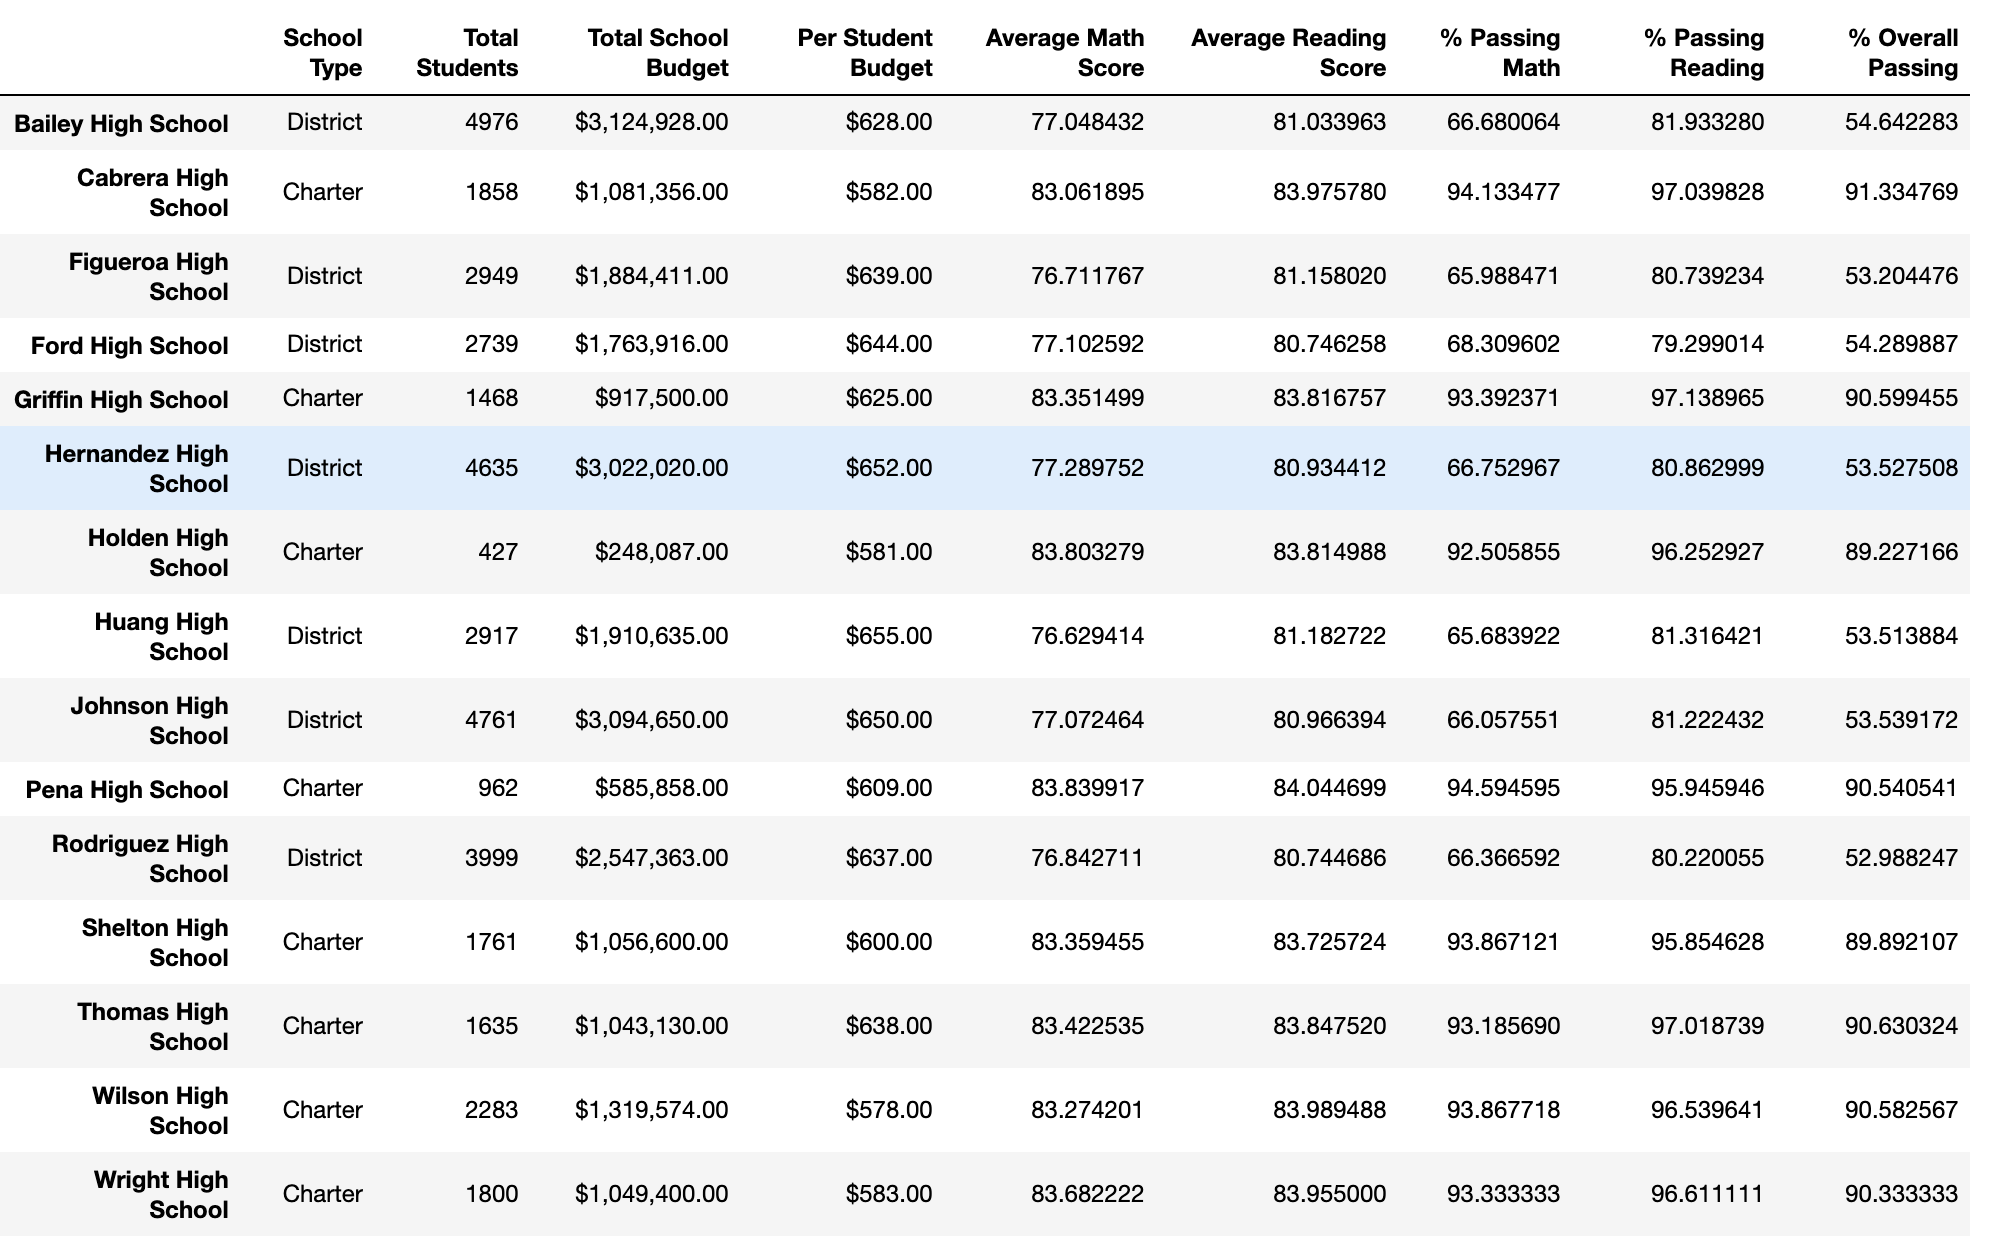 School Type Total Students Total School Budget Per Student Budget Average Math Score Average Reading Score % Passing Math % Passing Reading % Overall Passing
Bailey High School District 4976 $3,124,928.00 $628.00 77.048432 81.033963 66.680064 81.933280 54.642283
Cabrera High School Charter 1858 $1,081,356.00 $582.00 83.061895 83.975780 94.133477 97.039828 91.334769
Figueroa High School District 2949 $1,884,411.00 $639.00 76.711767 81.158020 65.988471 80.739234 53.204476
Ford High School District 2739 $1,763,916.00 $644.00 77.102592 80.746258 68.309602 79.299014 54.289887
Griffin High School Charter 1468 $917,500.00 $625.00 83.351499 83.816757 93.392371 97.138965 90.599455
Hernandez High School District 4635 $3,022,020.00 $652.00 77.289752 80.934412 66.752967 80.862999 53.527508
Holden High School Charter 427 $248,087.00 $581.00 83.803279 83.814988 92.505855 96.252927 89.227166
Huang High School District 2917 $1,910,635.00 $655.00 76.629414 81.182722 65.683922 81.316421 53.513884
Johnson High School District 4761 $3,094,650.00 $650.00 77.072464 80.966394 66.057551 81.222432 53.539172
Pena High School Charter 962 $585,858.00 $609.00 83.839917 84.044699 94.594595 95.945946 90.540541
Rodriguez High School District 3999 $2,547,363.00 $637.00 76.842711 80.744686 66.366592 80.220055 52.988247
Shelton High School Charter 1761 $1,056,600.00 $600.00 83.359455 83.725724 93.867121 95.854628 89.892107
Thomas High School Charter 1635 $1,043,130.00 $638.00 83.422535 83.847520 93.185690 97.018739 90.630324
Wilson High School Charter 2283 $1,319,574.00 $578.00 83.274201 83.989488 93.867718 96.539641 90.582567
Wright High School Charter 1800 $1,049,400.00 $583.00 83.682222 83.955000 93.333333 96.611111 90.333333